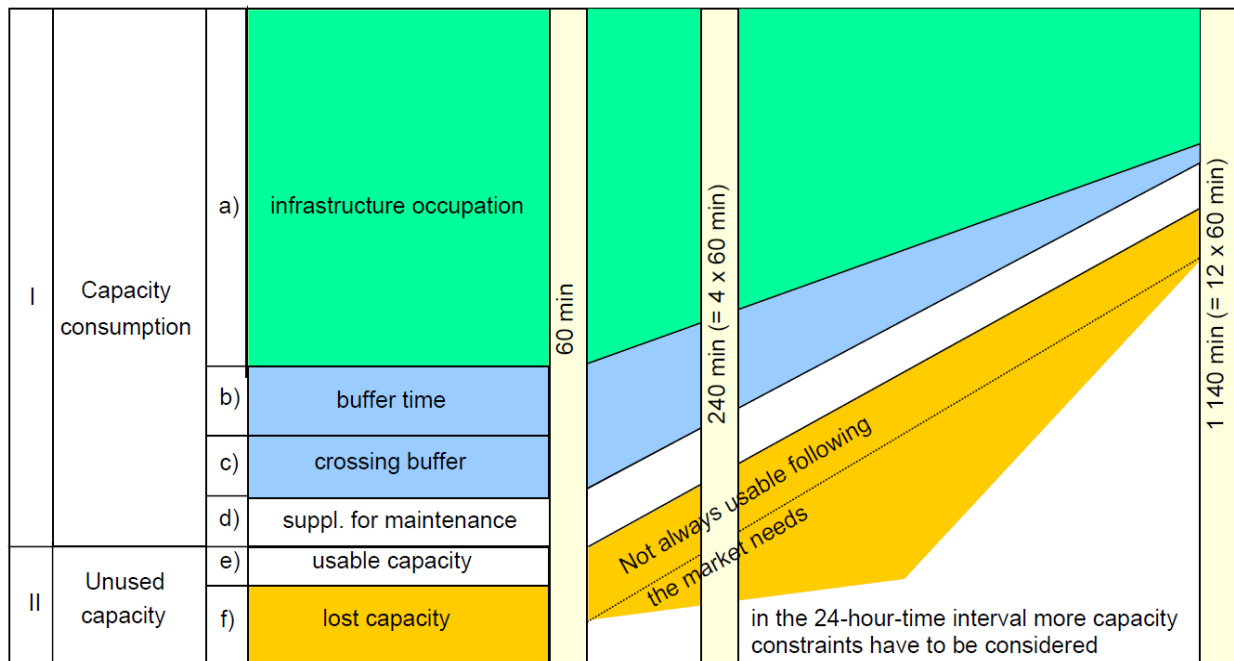 I
Capacity
consumption
a)
infrastructure occupation
b)
buffer time
c)
crossing buffer
d)
suppl. for maintenance
II
Unused
capacity
e)
usable capacity
f)
lost capacity
60 min
240 min (= 4 x 60 min)
1 140 min (= 12 x 60 min)
Not always usable following
the market needs
in the 24-hour-time interval more capacity
constraints have to be considered